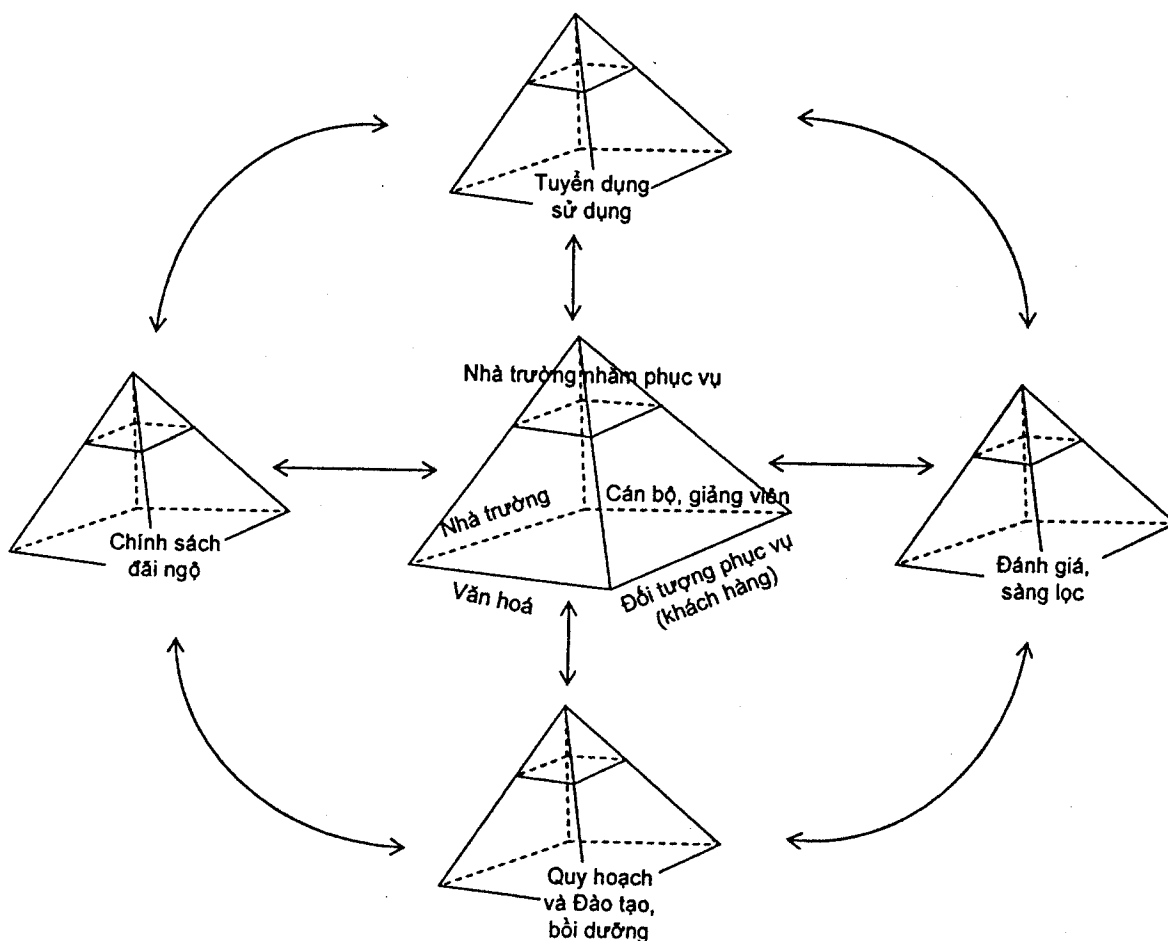 Tuyển dụng
sử dụng
Nhà trường nhằm phục vụ
Nhà trường
Cán bộ, giảng viên
Văn hoá
Đối tượng phục vụ
(khách hàng)
Chính sách
đãi ngộ
Đánh giá,
sàng lọc
Quy hoạch
và Đào tạo,
bồi dưỡng